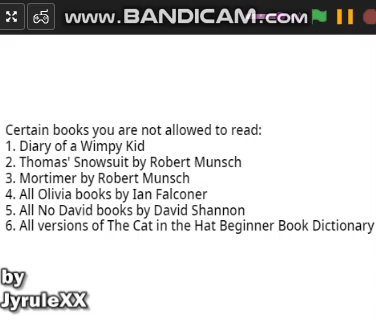 www.BANDICAM.COM
Certain books you are not allowed to read:
1. Diary of a Wimpy Kid
2. Thomas' Snowsuit by Robert Munsch
3. Mortimer by Robert Munsch
4. All Olivia books by Ian Falconer
5. All No David books by David Shannon
6. All versions of The Cat in the Hat Beginner Book Dictionary
by
JyruleXX